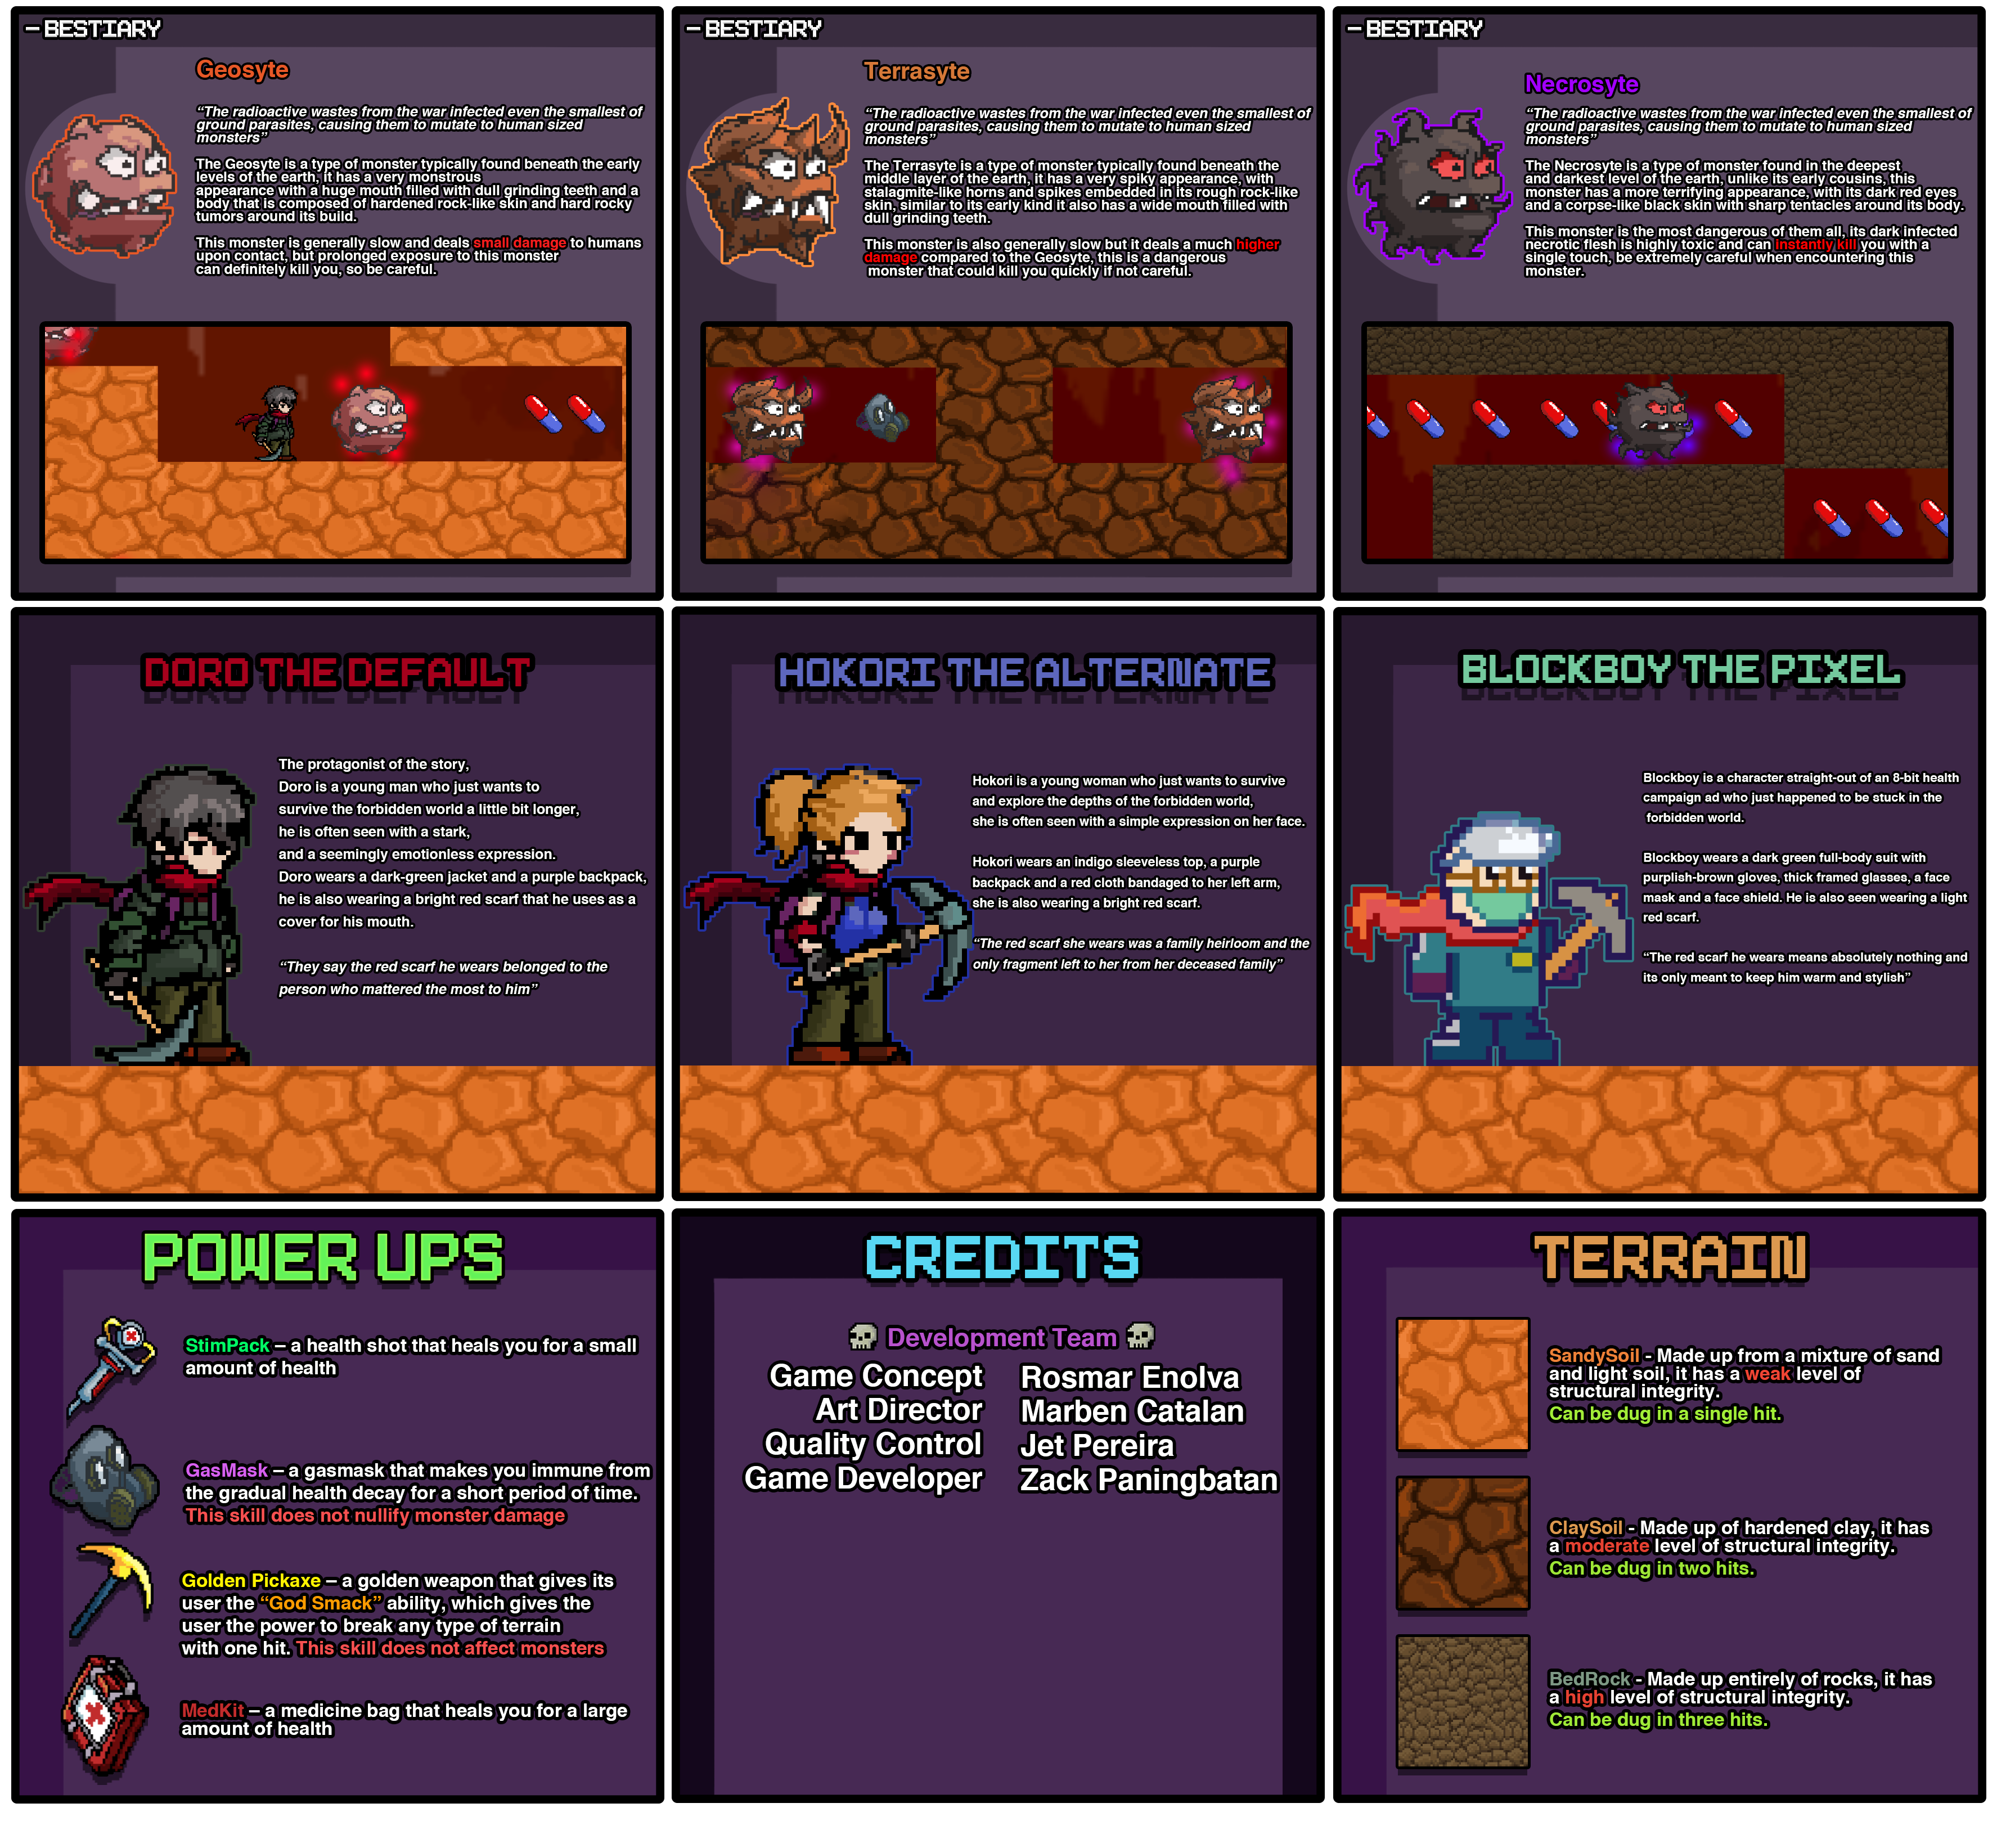 – BESTIARY
Geosyte
“The radioactive wastes from the war infected even the smallest of
ground parasites, causing them to mutate to human sized
monsters”
The Geosyte is a type of monster typically found beneath the early
levels of the earth, it has a very monstrous
appearance with a huge mouth filled with dull grinding teeth and a
body that is composed of hardened rock-like skin and hard rocky
tumors around its build.
This monster is generally slow and deals small damage to humans
upon contact, but prolonged exposure to this monster
can definitely kill you, so be careful.
– BESTIARY
Terrasyte
“The radioactive wastes from the war infected even the smallest of
ground parasites, causing them to mutate to human sized
monsters”
The Terrasyte is a type of monster typically found beneath the
middle layer of the earth, it has a very spiky appearance, with
stalagmite-like horns and spikes embedded in its rough rock-like
skin, similar to its early kind it also has a wide mouth filled with
dull grinding teeth.
This monster is also generally slow but it deals a much higher
damage compared to the Geosyte, this is a dangerous
monster that could kill you quickly if not careful.
– BESTIARY
Necrosyte
“The radioactive wastes from the war infected even the smallest of
ground parasites, causing them to mutate to human sized
monsters”
The Necrosyte is a type of monster found in the deepest
and darkest level of the earth, unlike its early cousins, this
monster has a more terrifying appearance, with its dark red eyes
and a corpse-like black skin with sharp tentacles around its body.
This monster is the most dangerous of them all, its dark infected
necrotic flesh is highly toxic and can instantly kill you with a
single touch, be extremely careful when encountering this
monster.
DORO THE DEFAULT
The protagonist of the story,
Doro is a young man who just wants to
survive the forbidden world a little bit longer,
he is often seen with a stark,
and a seemingly emotionless expression.
Doro wears a dark-green jacket and a purple backpack,
he is also wearing a bright red scarf that he uses as a
cover for his mouth.
“They say the red scarf he wears belonged to the
person who mattered the most to him”
HOKORI THE ALTERNATE
Hokori is a young woman who just wants to survive
and explore the depths of the forbidden world,
she is often seen with a simple expression on her face.
Hokori wears an indigo sleeveless top, a purple
backpack and a red cloth bandaged to her left arm,
she is also wearing a bright red scarf.
“The red scarf she wears was a family heirloom and the
only fragment left to her from her deceased family”
BLOCKBOY THE PIXEL
Blockboy is a character straight-out of an 8-bit health
campaign ad who just happened to be stuck in the
forbidden world.
Blockboy wears a dark green full-body suit with
purplish-brown gloves, thick framed glasses, a face
mask and a face shield. He is also seen wearing a light
red scarf.
“The red scarf he wears means absolutely nothing and
its only meant to keep him warm and stylish”
POWER UPS
StimPack – a health shot that heals you for a small
amount of health
GasMask – a gasmask that makes you immune from
the gradual health decay for a short period of time.
This skill does not nullify monster damage
Golden Pickaxe – a golden weapon that gives its
user the “God Smack” ability, which gives the
user the power to break any type of terrain
with one hit. This skill does not affect monsters
MedKit – a medicine bag that heals you for a large
amount of health
CREDITS
Development Team
Game Concept Rosmar Enolva
Art Director Marben Catalan
Quality Control Jet Pereira
Game Developer Zack Paningbatan
TERRAIN
SandySoil - Made up from a mixture of sand
and light soil, it has a weak level of
structural integrity.
Can be dug in a single hit.
ClaySoil - Made up of hardened clay, it has
a moderate level of structural integrity.
Can be dug in two hits.
BedRock - Made up entirely of rocks, it has
a high level of structural integrity.
Can be dug in three hits.